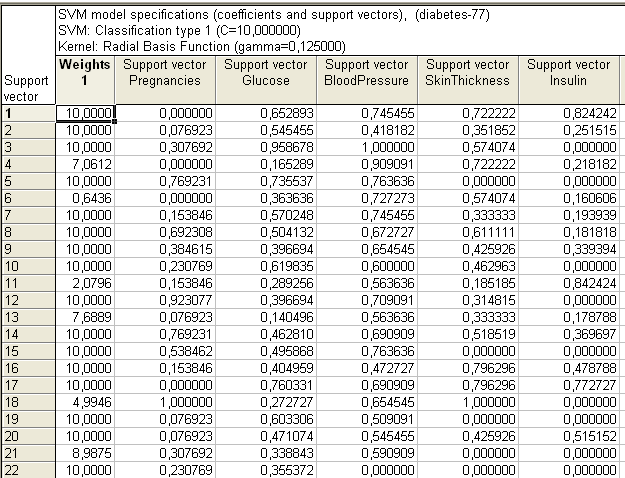 SVM model specifications (coefficients and support vectors), (diabetes-77)
SVM: Classification type 1 (C=10,000000)
Kernel: Radial Basis Function (gamma=0,125000)
Support vector Weights 1 Support vector Pregnancies Support vector Glucose Support vector BloodPressure Support vector SkinThickness Support vector Insulin
1 10,0000 0,000000 0,652893 0,745455 0,722222 0,824242
2 10,0000 0,076923 0,545455 0,418182 0,351852 0,251515
3 10,0000 0,307692 0,958678 1,000000 0,574074 0,000000
4 7,0612 0,000000 0,165289 0,909091 0,722222 0,218182
5 10,0000 0,769231 0,735537 0,763636 0,000000 0,000000
6 0,6436 0,000000 0,363636 0,727273 0,574074 0,160606
7 10,0000 0,153846 0,570248 0,745455 0,333333 0,193939
8 10,0000 0,692308 0,504132 0,672727 0,611111 0,181818
9 10,0000 0,384615 0,396694 0,654545 0,425926 0,339394
10 10,0000 0,230769 0,619835 0,600000 0,462963 0,000000
11 2,0796 0,153846 0,289256 0,563636 0,185185 0,842424
12 10,0000 0,923077 0,396694 0,709091 0,314815 0,000000
13 7,6889 0,076923 0,140496 0,563636 0,333333 0,178788
14 10,0000 0,769231 0,462810 0,690909 0,518519 0,369697
15 10,0000 0,538462 0,495868 0,763636 0,000000 0,000000
16 10,0000 0,153846 0,404959 0,472727 0,796296 0,478788
17 10,0000 0,000000 0,760331 0,690909 0,796296 0,772727
18 4,9946 1,000000 0,272727 0,654545 1,000000 0,000000
19 10,0000 0,076923 0,603306 0,509091 0,000000 0,000000
20 10,0000 0,076923 0,471074 0,545455 0,425926 0,515152
21 8,9875 0,307692 0,338843 0,590909 0,000000 0,000000
22 10,0000 0,230769 0,355372 0,000000 0,000000 0,000000